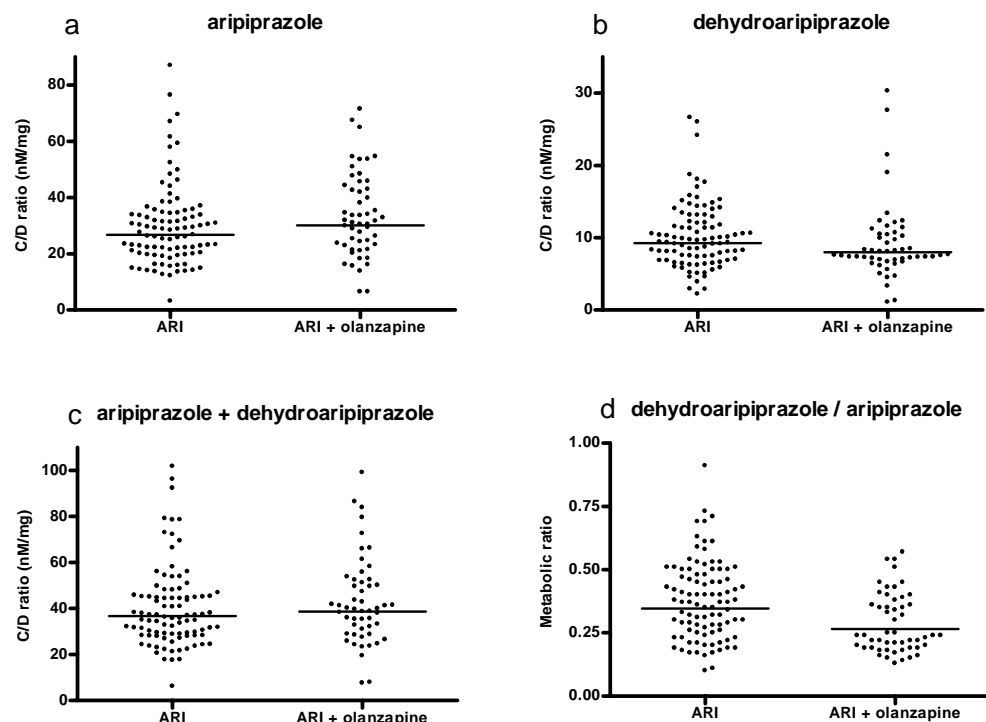 a
aripiprazole
C/D ratio (nM/mg)
80
60
40
20
0
ARI
ARI + olanzapine
b
dehydroaripiprazole
C/D ratio (nM/mg)
30
20
10
0
ARI
ARI + olanzapine
c
aripiprazole + dehydroaripiprazole
C/D ratio (nM/mg)
100
80
60
40
20
0
ARI
ARI + olanzapine
d
dehydroaripiprazole / aripiprazole
Metabolic ratio
1.00
0.75
0.50
0.25
0.00
ARI
ARI + olanzapine